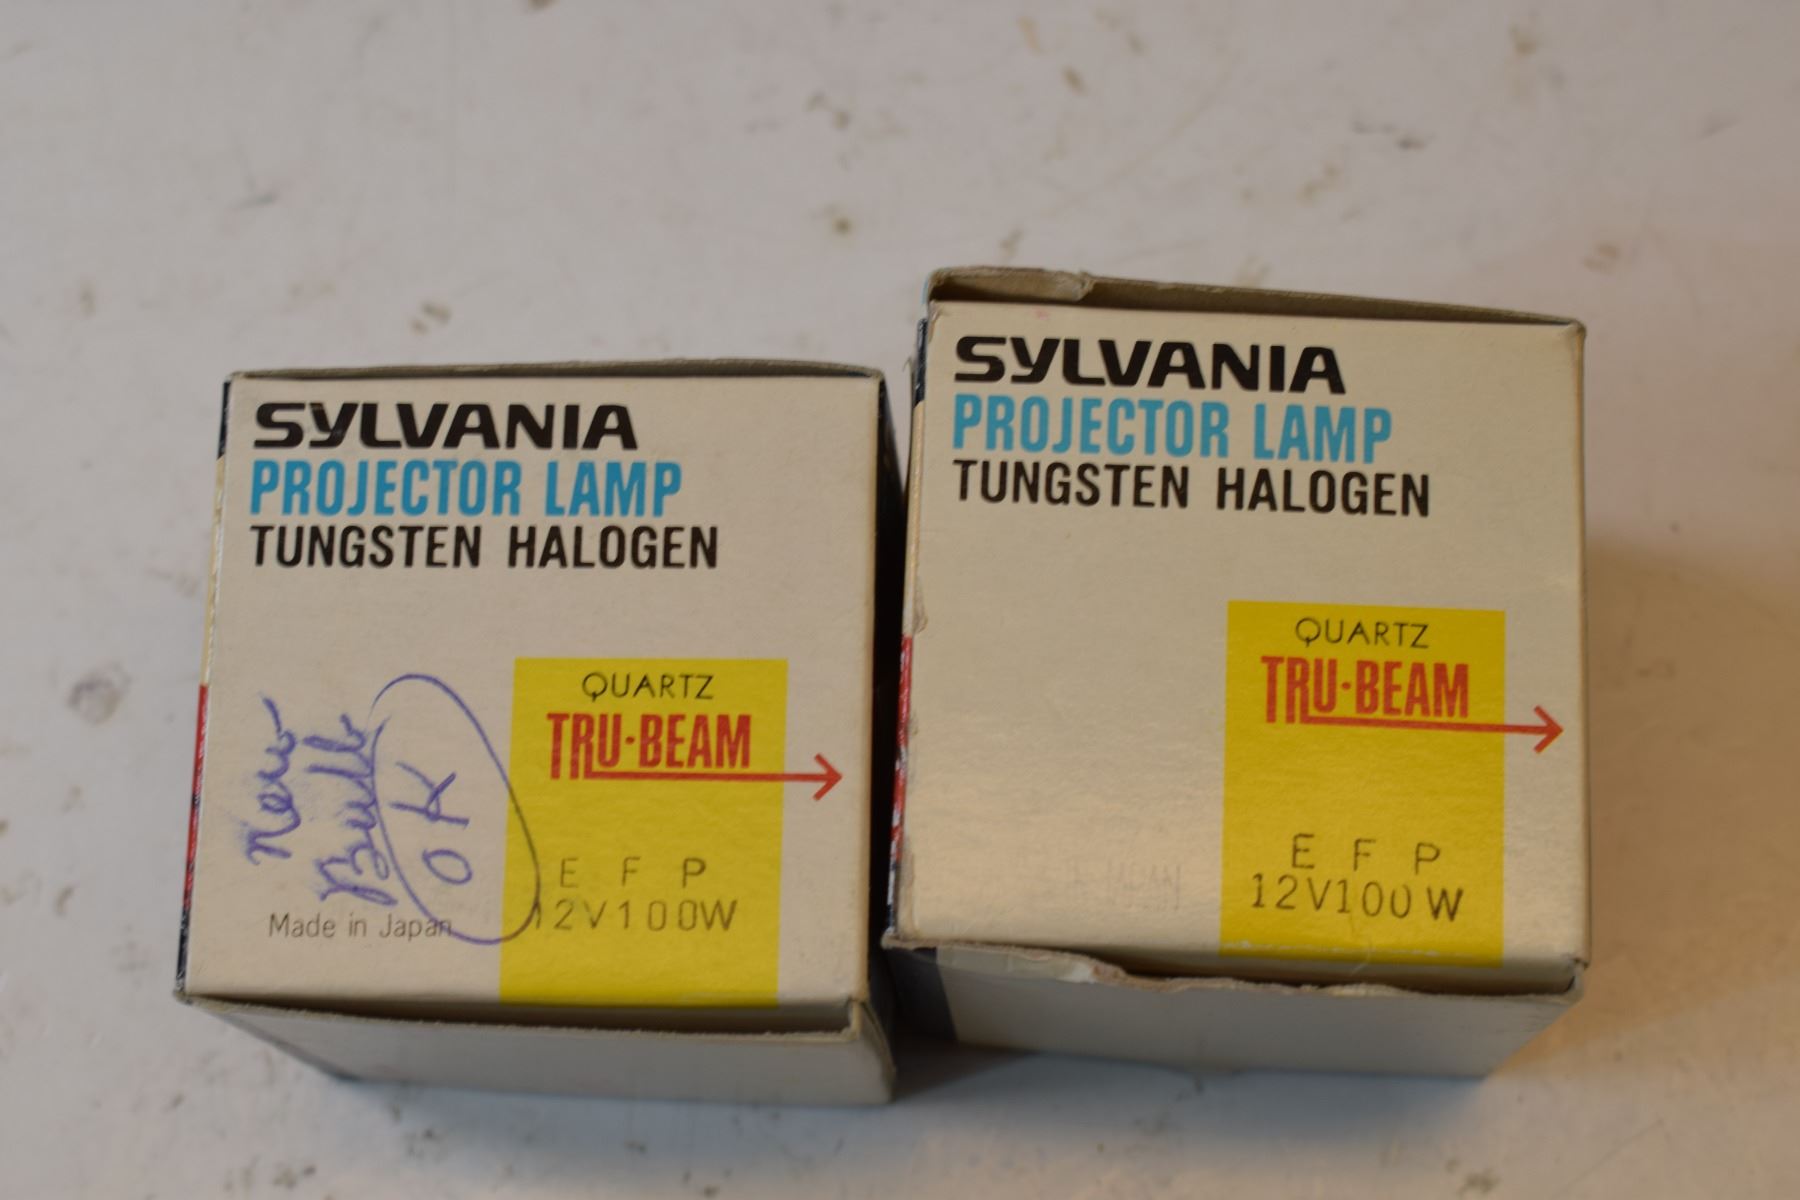 SYLVANIA
PROJECTOR LAMP
TUNGSTEN HALOGEN
QUARTZ
TRU·BEAM
New
Bulb
OK
E F P
12V100W
Made in Japan
SYLVANIA
PROJECTOR LAMP
TUNGSTEN HALOGEN
QUARTZ
TRU·BEAM
E F P
12V100W
JAPAN